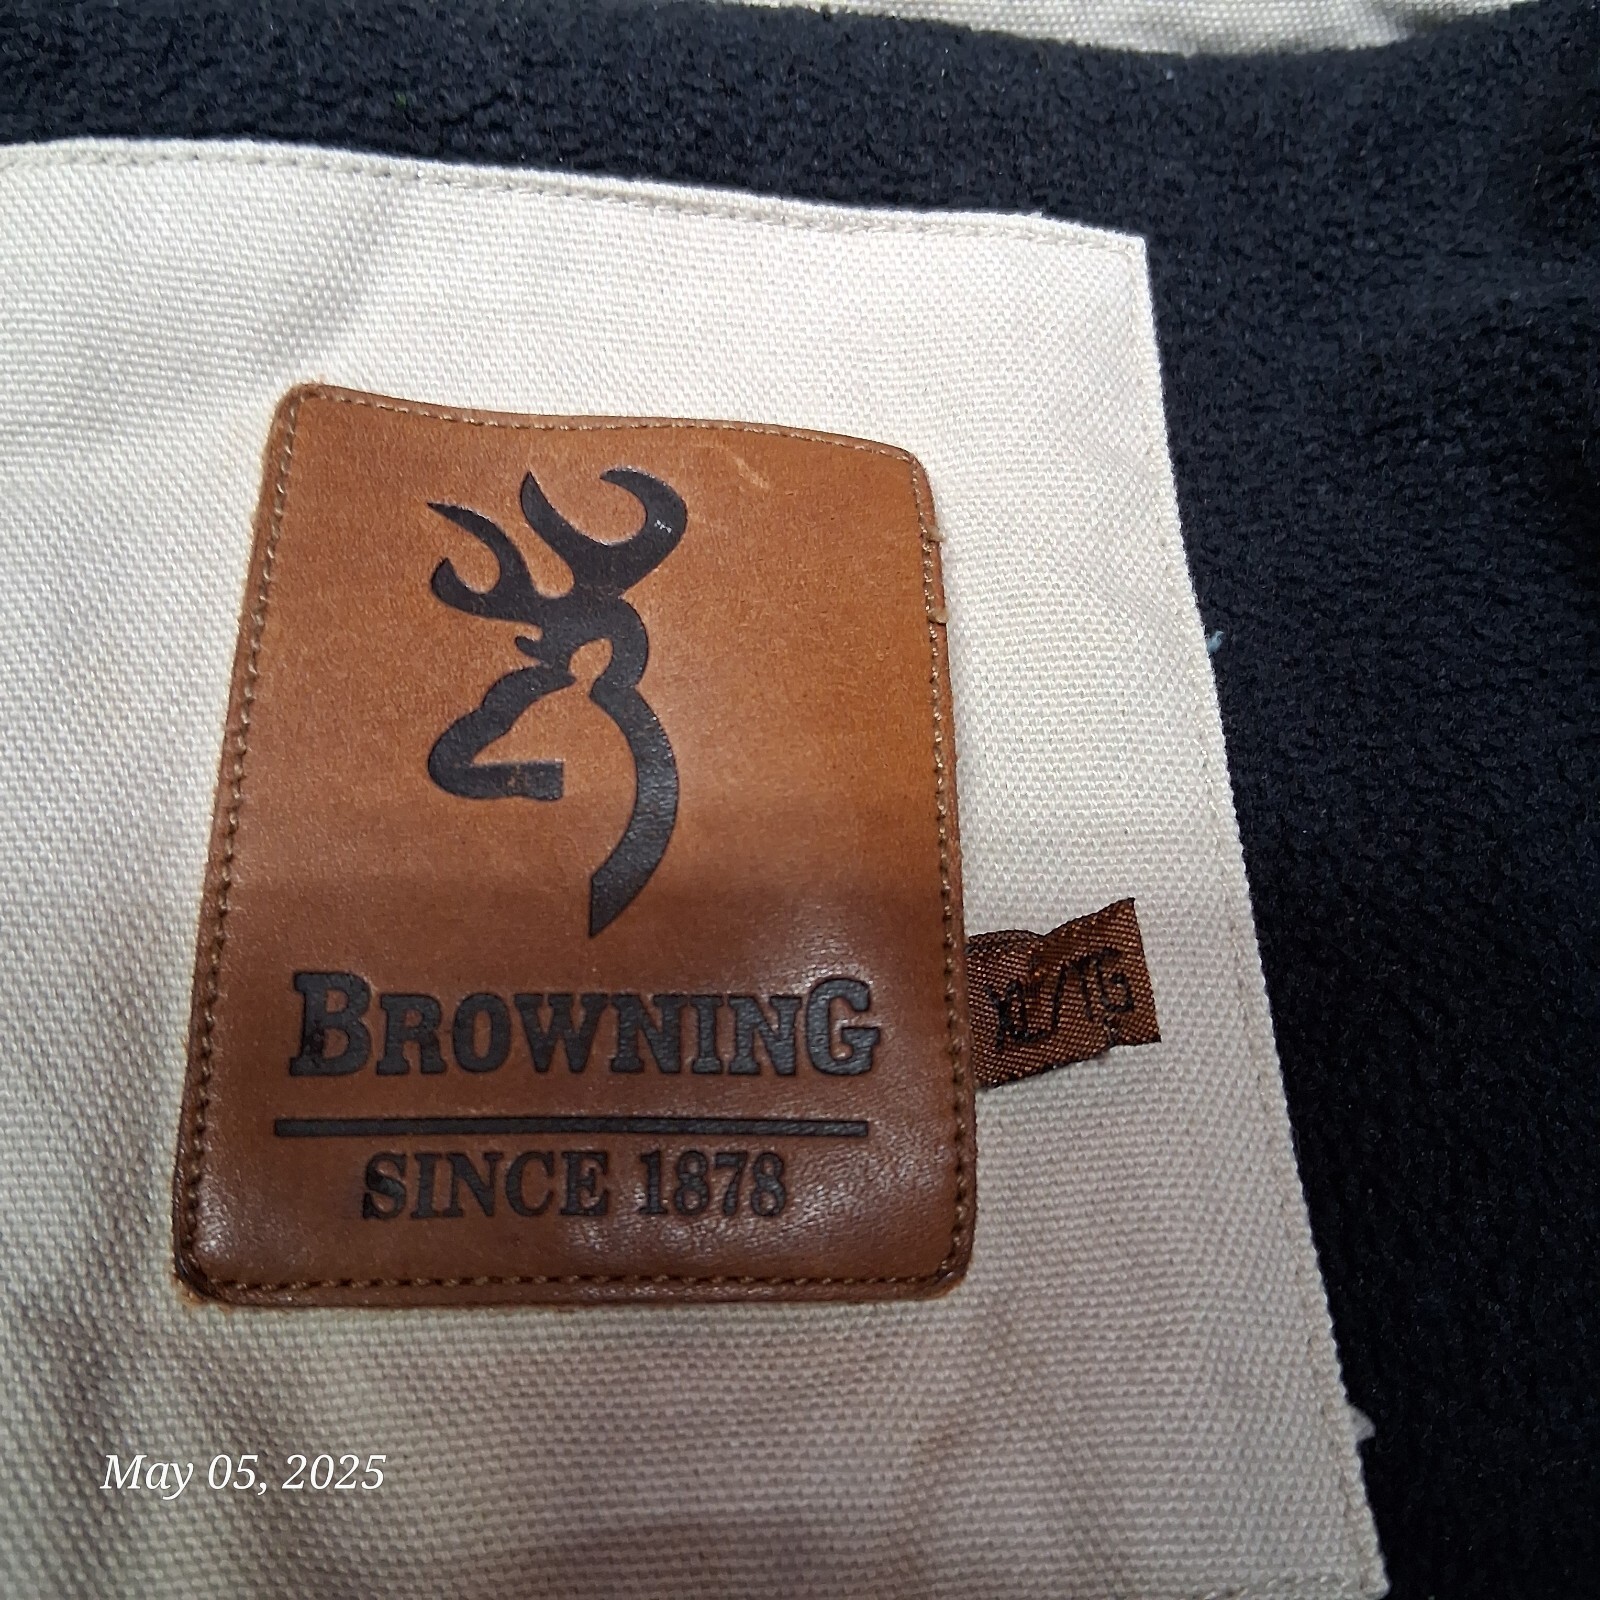 BROWNING
XL/TG
SINCE 1878
May 05, 2025